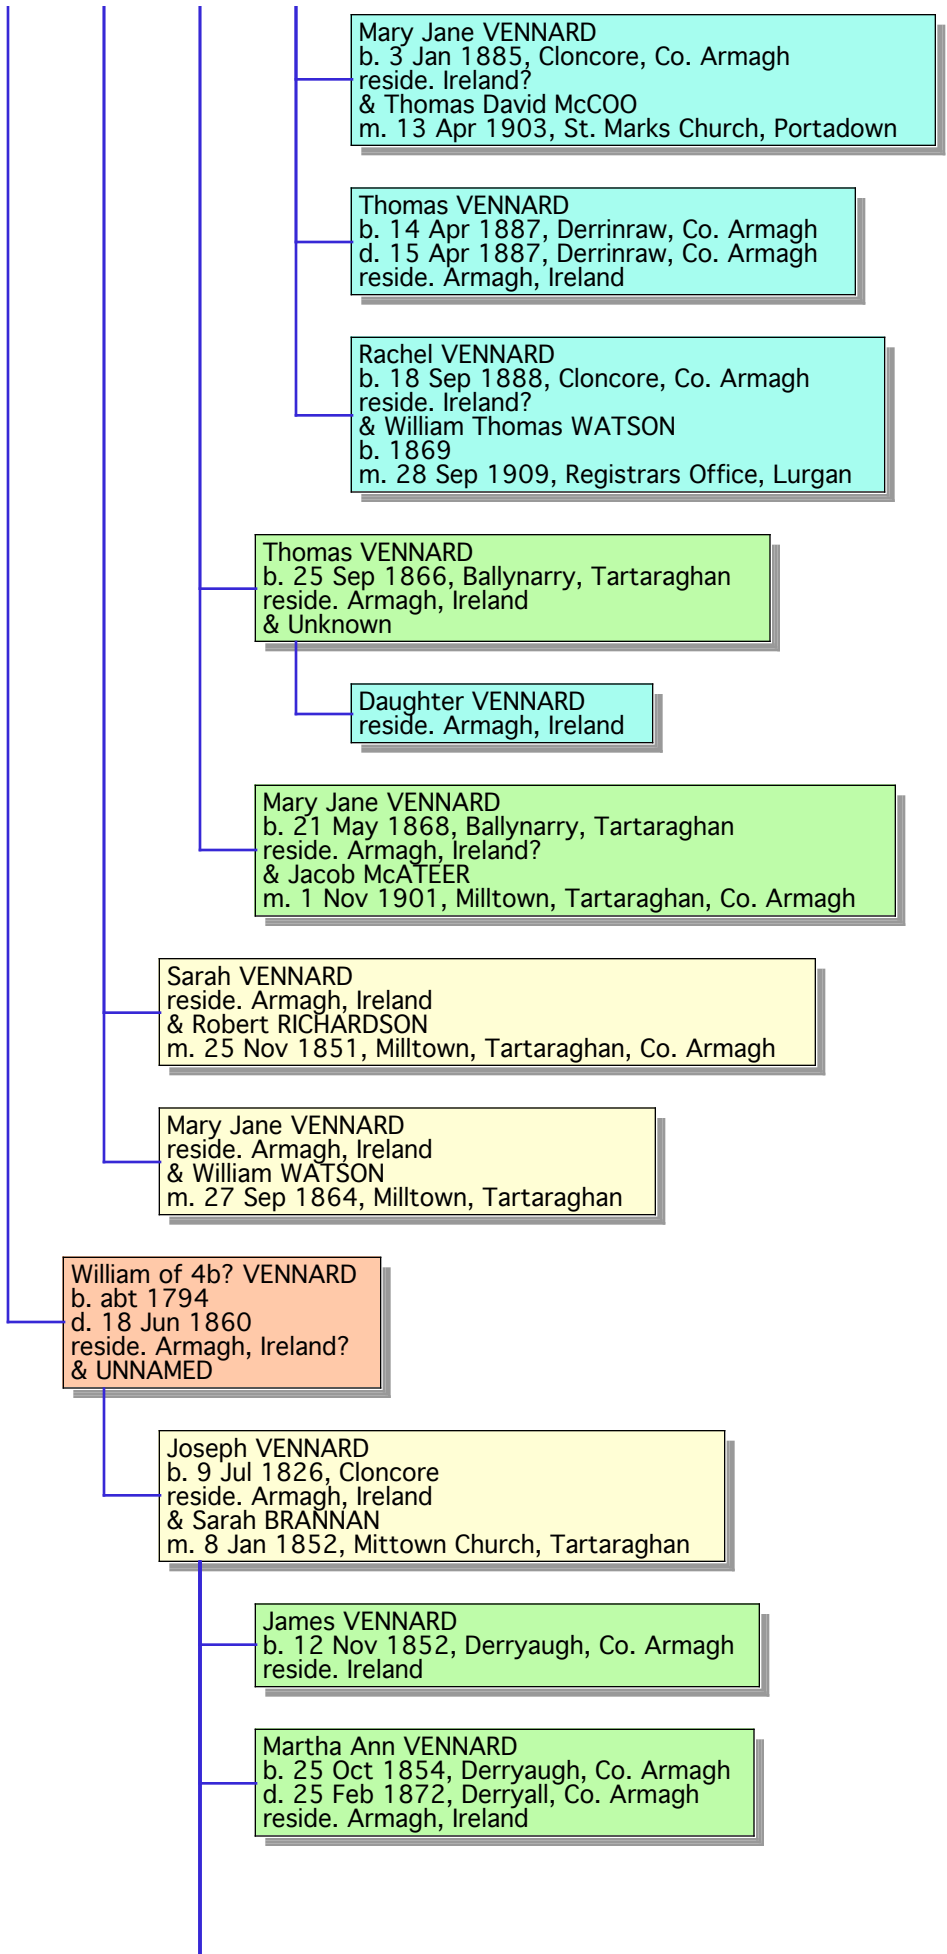 Mary Jane VENNARD
b. 3 Jan 1885, Cloncore, Co. Armagh
reside. Ireland?
& Thomas David McCOO
m. 13 Apr 1903, St. Marks Church, Portadown
Thomas VENNARD
b. 14 Apr 1887, Derrinraw, Co. Armagh
d. 15 Apr 1887, Derrinraw, Co. Armagh
reside. Armagh, Ireland
Rachel VENNARD
b. 18 Sep 1888, Cloncore, Co. Armagh
reside. Ireland?
& William Thomas WATSON
b. 1869
m. 28 Sep 1909, Registrars Office, Lurgan
Thomas VENNARD
b. 25 Sep 1866, Ballynarry, Tartaraghan
reside. Armagh, Ireland
& Unknown
Daughter VENNARD
reside. Armagh, Ireland
Mary Jane VENNARD
b. 21 May 1868, Ballynarry, Tartaraghan
reside. Armagh, Ireland?
& Jacob McATEER
m. 1 Nov 1901, Milltown, Tartaraghan, Co. Armagh
Sarah VENNARD
reside. Armagh, Ireland
& Robert RICHARDSON
m. 25 Nov 1851, Milltown, Tartaraghan, Co. Armagh
Mary Jane VENNARD
reside. Armagh, Ireland
& William WATSON
m. 27 Sep 1864, Milltown, Tartaraghan
William of 4b? VENNARD
b. abt 1794
d. 18 Jun 1860
reside. Armagh, Ireland?
& UNNAMED
Joseph VENNARD
b. 9 Jul 1826, Cloncore
reside. Armagh, Ireland
& Sarah BRANNAN
m. 8 Jan 1852, Mittown Church, Tartaraghan
James VENNARD
b. 12 Nov 1852, Derryaugh, Co. Armagh
reside. Ireland
Martha Ann VENNARD
b. 25 Oct 1854, Derryaugh, Co. Armagh
d. 25 Feb 1872, Derryall, Co. Armagh
reside. Armagh, Ireland